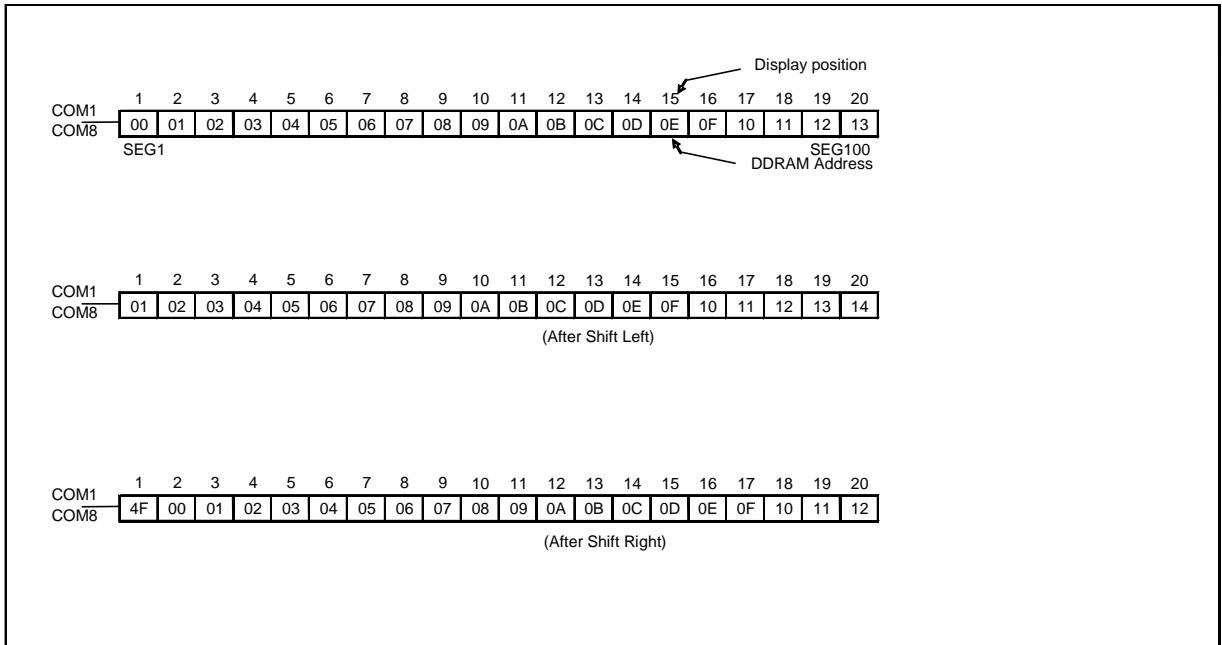 Display position
1 2 3 4 5 6 7 8 9 10 11 12 13 14 15 16 17 18 19 20
COM1
COM8
00 01 02 03 04 05 06 07 08 09 0A 0B 0C 0D 0E 0F 10 11 12 13
SEG1 SEG100
DDRAM Address
1 2 3 4 5 6 7 8 9 10 11 12 13 14 15 16 17 18 19 20
COM1
COM8
01 02 03 04 05 06 07 08 09 0A 0B 0C 0D 0E 0F 10 11 12 13 14
(After Shift Left)
1 2 3 4 5 6 7 8 9 10 11 12 13 14 15 16 17 18 19 20
COM1
COM8
4F 00 01 02 03 04 05 06 07 08 09 0A 0B 0C 0D 0E 0F 10 11 12
(After Shift Right)